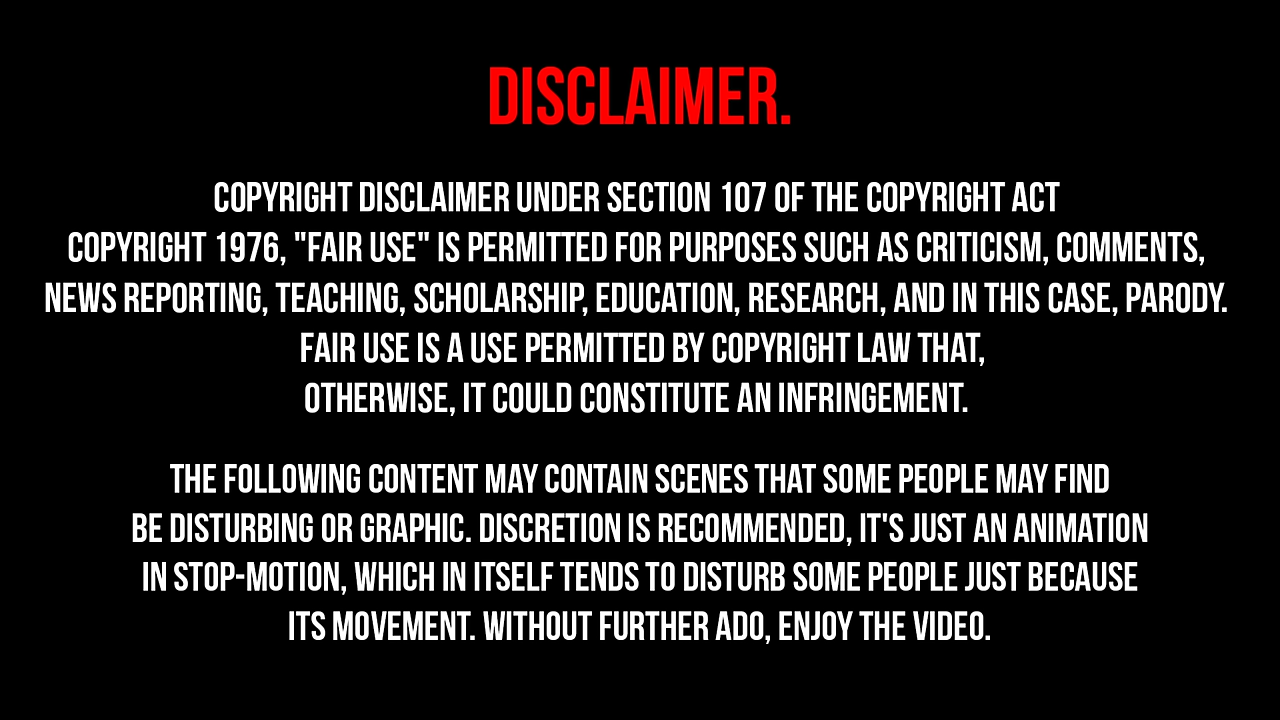 DISCLAIMER.
COPYRIGHT DISCLAIMER UNDER SECTION 107 OF THE COPYRIGHT ACT
COPYRIGHT 1976, "FAIR USE" IS PERMITTED FOR PURPOSES SUCH AS CRITICISM, COMMENTS,
NEWS REPORTING, TEACHING, SCHOLARSHIP, EDUCATION, RESEARCH, AND IN THIS CASE, PARODY.
FAIR USE IS A USE PERMITTED BY COPYRIGHT LAW THAT,
OTHERWISE, IT COULD CONSTITUTE AN INFRINGEMENT.
THE FOLLOWING CONTENT MAY CONTAIN SCENES THAT SOME PEOPLE MAY FIND
BE DISTURBING OR GRAPHIC. DISCRETION IS RECOMMENDED, IT'S JUST AN ANIMATION
IN STOP-MOTION, WHICH IN ITSELF TENDS TO DISTURB SOME PEOPLE JUST BECAUSE
ITS MOVEMENT. WITHOUT FURTHER ADO, ENJOY THE VIDEO.